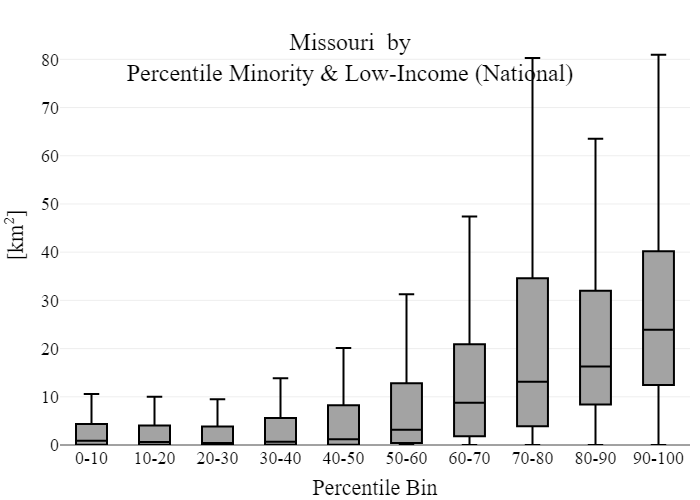 Missouri by
Percentile Minority & Low-Income (National)
[km²]
80
70
60
50
40
30
20
10
0
0-10 10-20 20-30 30-40 40-50 50-60 60-70 70-80 80-90 90-100
Percentile Bin